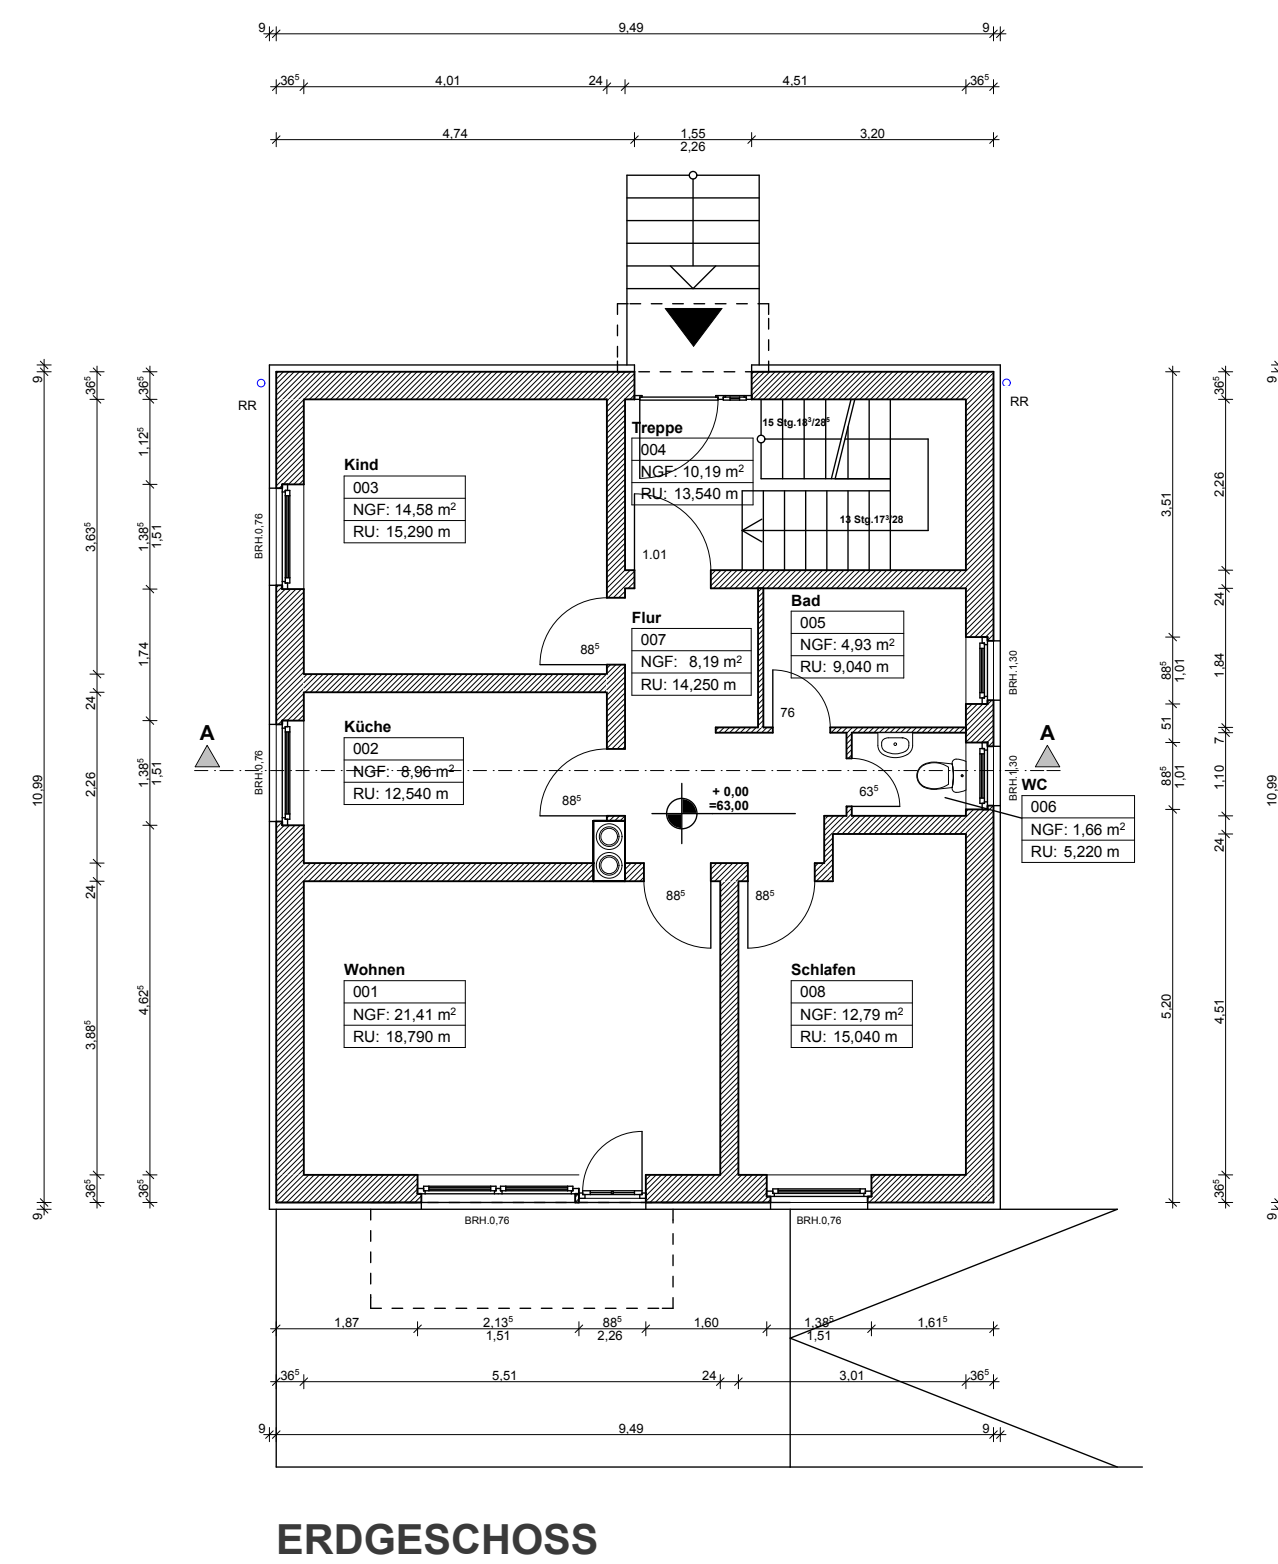 9 9,49 9
36⁵ 4,01 24 4,51 36⁵
4,74 1,55 3,20
2,26
RR
RR
Treppe
004
NGF: 10,19 m²
RU: 13,540 m
15 Stg.18³/28⁵
13 Stg.17³/28
Kind
003
NGF: 14,58 m²
RU: 15,290 m
1.01
Flur
007
NGF: 8,19 m²
RU: 14,250 m
88⁵
Bad
005
NGF: 4,93 m²
RU: 9,040 m
76
Küche
002
NGF: 8,96 m²
RU: 12,540 m
88⁵
A
A
+ 0,00
=63,00
63⁵
WC
006
NGF: 1,66 m²
RU: 5,220 m
88⁵
88⁵
Wohnen
001
NGF: 21,41 m²
RU: 18,790 m
Schlafen
008
NGF: 12,79 m²
RU: 15,040 m
BRH.0,76
BRH.0,76
BRH.1,30
BRH.1,30
BRH.0,76
BRH.0,76
9
10,99
9
36⁵
3,63⁵
24
2,26
24
3,88⁵
36⁵
36⁵
1,12⁵
1,38⁵
1,51
1,74
1,38⁵
1,51
4,62⁵
36⁵
3,51
88⁵
1,01
51
88⁵
1,01
5,20
36⁵
2,26
24
1,84
7
1,10
24
4,51
36⁵
9
10,99
9
1,87 2,13⁵ 88⁵ 1,60 1,38⁵ 1,61⁵
1,51 2,26 1,51
36⁵ 5,51 24 3,01 36⁵
9 9,49 9
ERDGESCHOSS